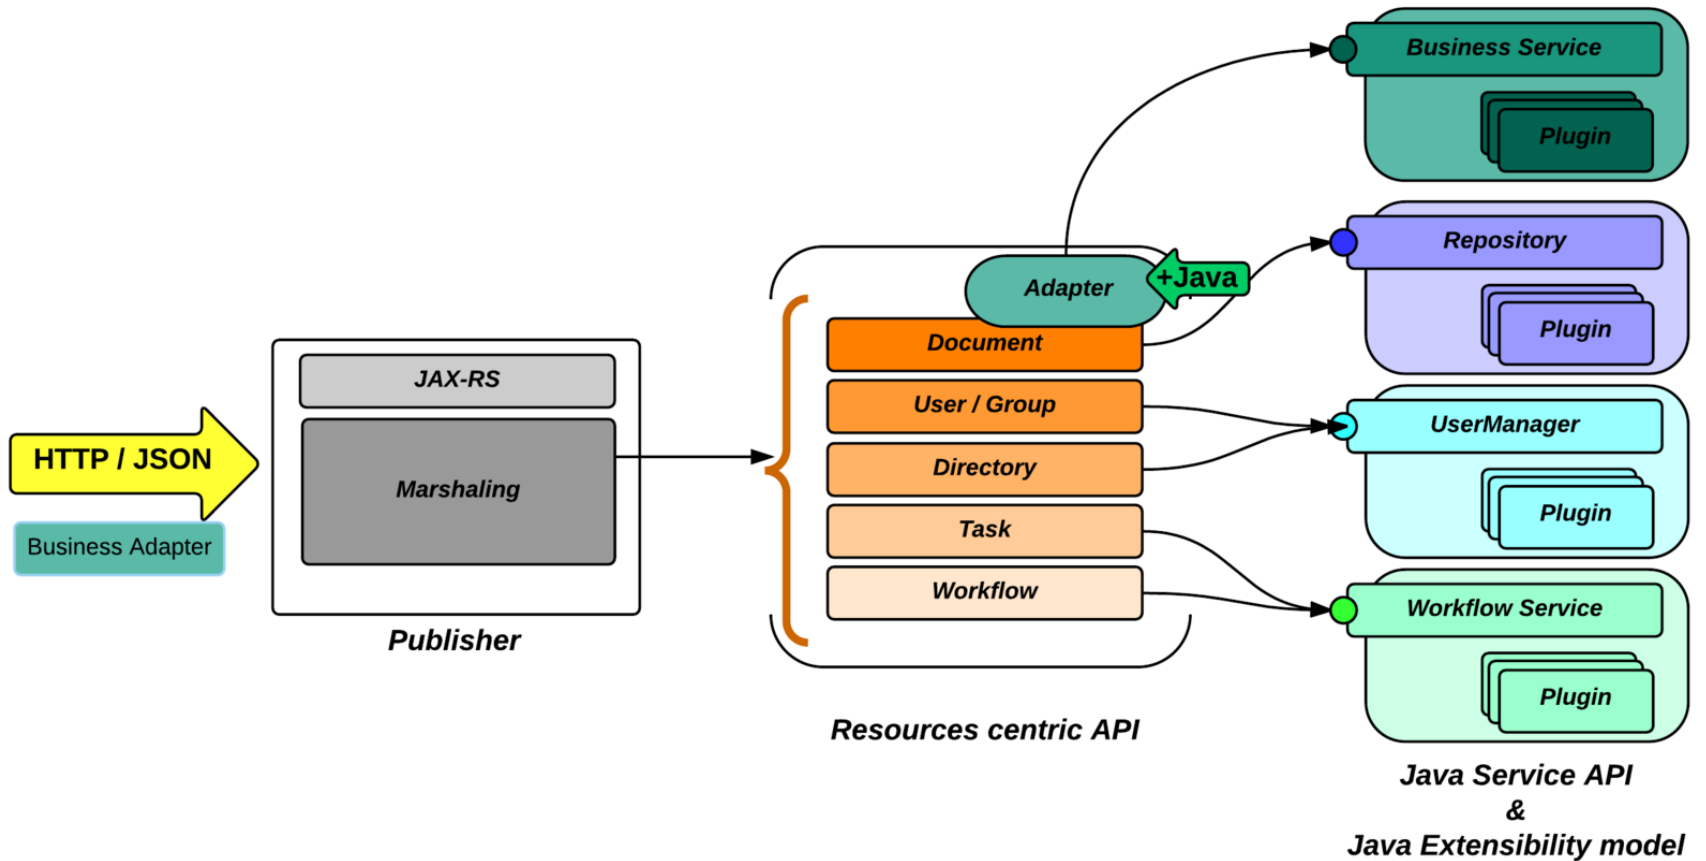 HTTP / JSON
Business Adapter
JAX-RS
Marshaling
Publisher
Adapter
+Java
Document
User / Group
Directory
Task
Workflow
Resources centric API
Business Service
Plugin
Repository
Plugin
UserManager
Plugin
Workflow Service
Plugin
Java Service API
&
Java Extensibility model